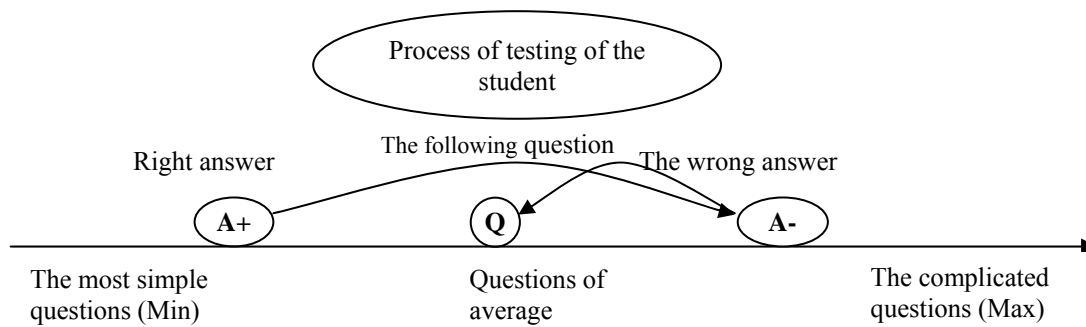 Process of testing of the
student
The following question
Right answer
The wrong answer
A+
Q
A-
The most simple
questions (Min)
Questions of
average
The complicated
questions (Max)